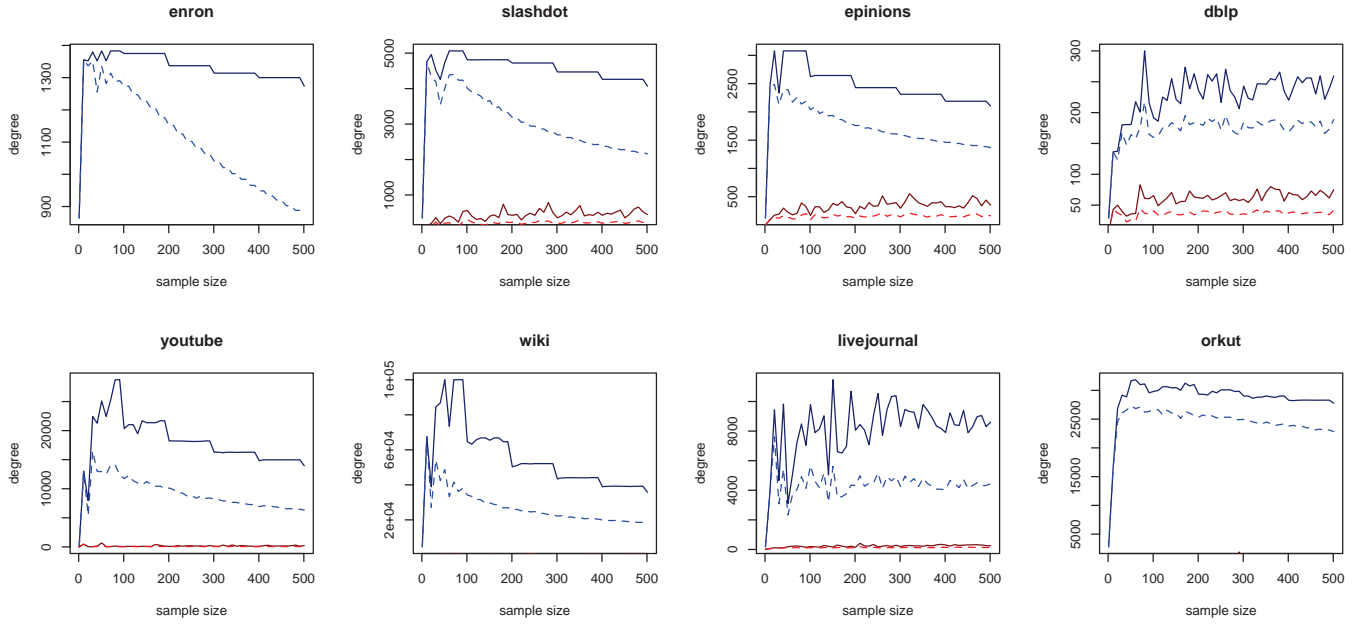 enron
degree
900 1100 1300
0 100 200 300 400 500
sample size
slashdot
degree
1000 3000 5000
0 100 200 300 400 500
sample size
epinions
degree
500 1500 2500
0 100 200 300 400 500
sample size
dblp
degree
50 100 200 300
0 100 200 300 400 500
sample size
youtube
degree
0 10000 20000
0 100 200 300 400 500
sample size
wiki
degree
2e+04 6e+04 1e+05
0 100 200 300 400 500
sample size
livejournal
degree
0 4000 8000
0 100 200 300 400 500
sample size
orkut
degree
5000 15000 25000
0 100 200 300 400 500
sample size